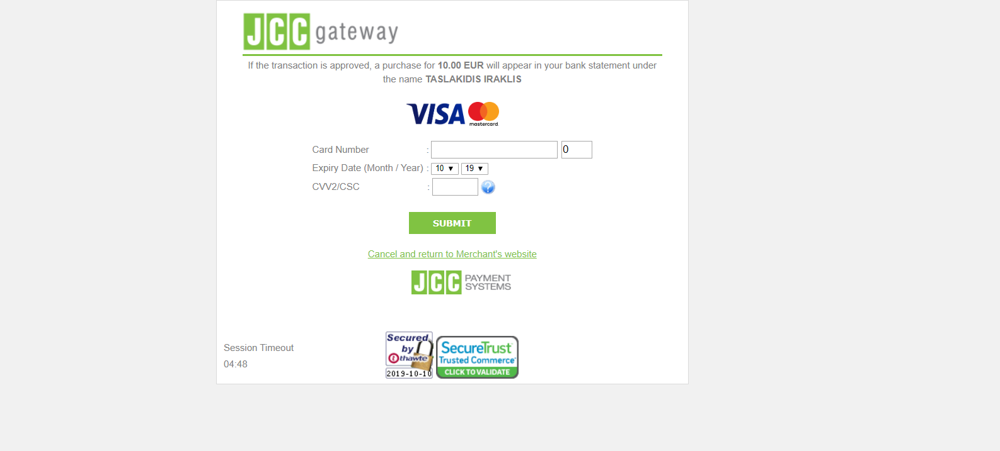 JCC gateway
If the transaction is approved, a purchase for 10.00 EUR will appear in your bank statement under
the name TASLAKIDIS IRAKLIS
VISA mastercard.
Card Number : 0
Expiry Date (Month / Year) : 10 ▼ 19 ▼
CVV2/CSC : ?
SUBMIT
Cancel and return to Merchant's website
JCC PAYMENT
SYSTEMS
Session Timeout
04:48
Secured
by
thawte
2019-10-10
SecureTrust™
Trusted Commerce®
CLICK TO VALIDATE